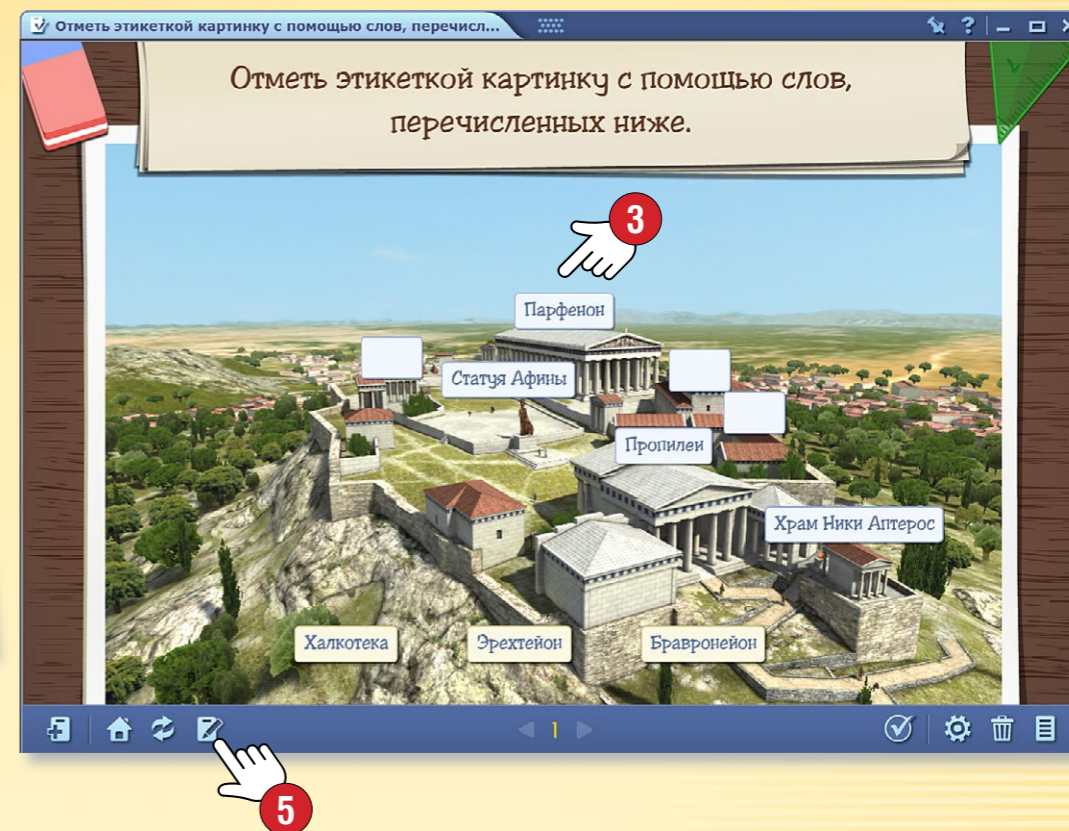 Отметь этикеткой картинку с помощью слов, перечисл...
?
Отметь этикеткой картинку с помощью слов,
перечисленных ниже.
3
Парфенон
Статуя Афины
Пропилеи
Храм Ники Аптерос
Халкотека
Эрехтейон
Бравронейон
1
5